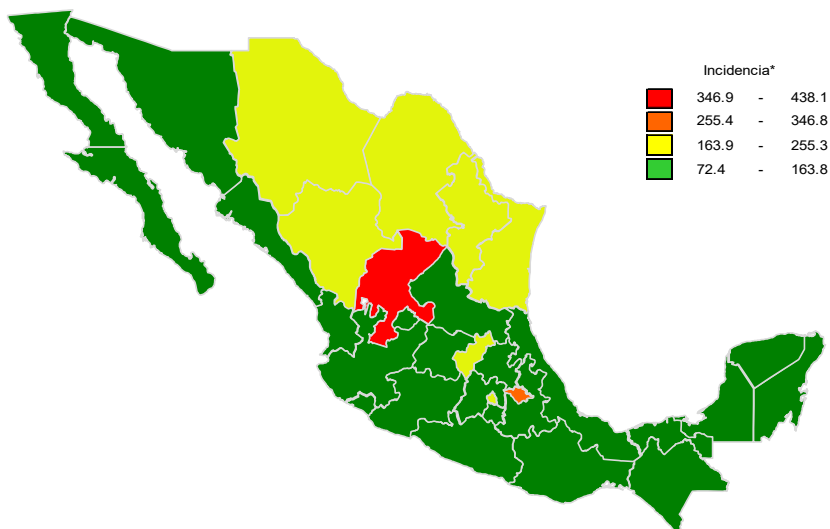 Incidencia*
346.9 - 438.1
255.4 - 346.8
163.9 - 255.3
72.4 - 163.8